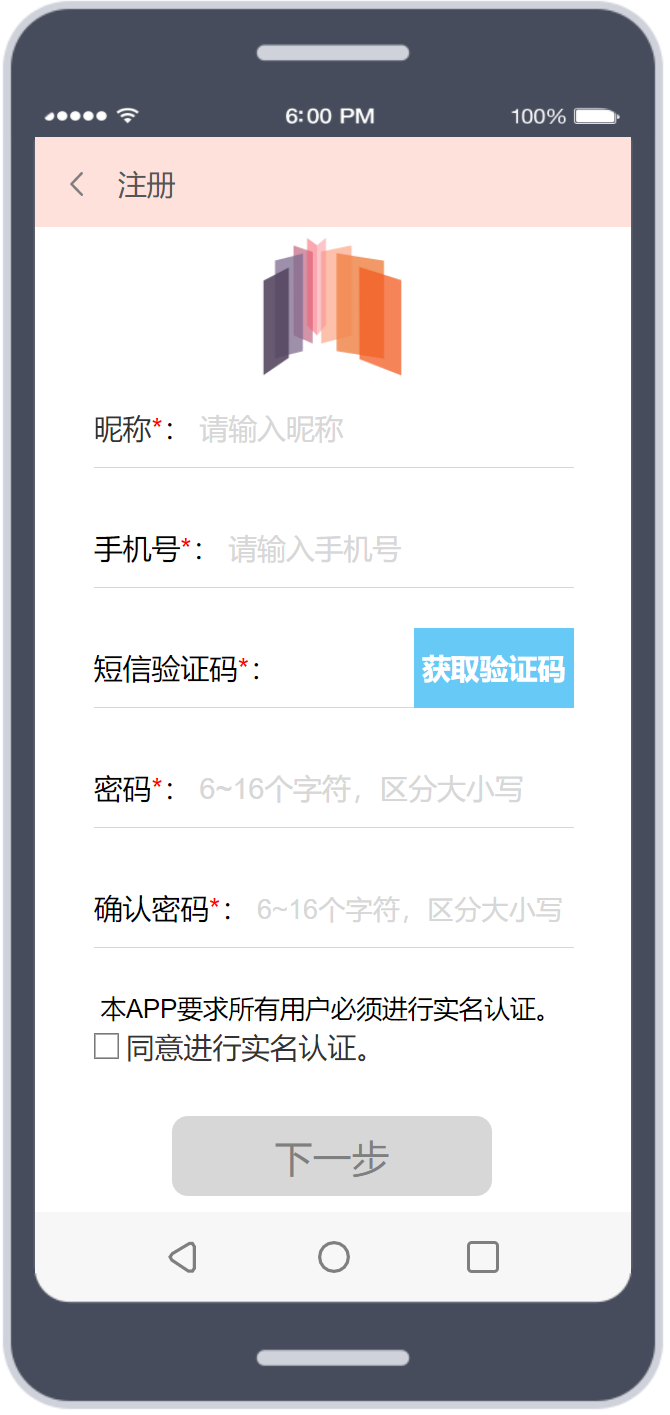 6:00 PM 100%
注册
昵称*： 请输入昵称
手机号*： 请输入手机号
短信验证码*： 获取验证码
密码*： 6~16个字符，区分大小写
确认密码*： 6~16个字符，区分大小写
本APP要求所有用户必须进行实名认证。
同意进行实名认证。
下一步